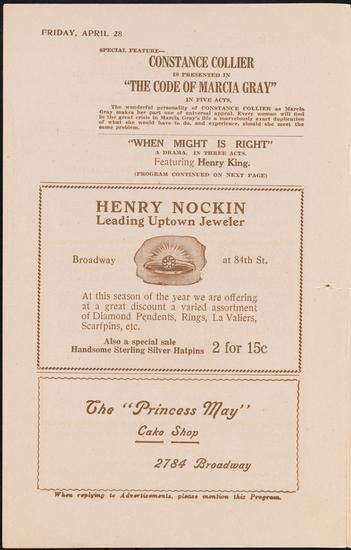 FRIDAY, APRIL 28
SPECIAL FEATURE—
CONSTANCE COLLIER
IS PRESENTED IN
"THE CODE OF MARCIA GRAY"
IN FIVE ACTS.
The wonderful personality of CONSTANCE COLLIER as Marcia
Gray makes her part one of universal appeal. Every woman will find
in the great crisis in Marcia Gray's life a marvelously exact duplication
of what she would have to do, and experience, should she meet the
same problem.
"WHEN MIGHT IS RIGHT"
A DRAMA. IN THREE ACTS.
Featuring Henry King.
(PROGRAM CONTINUED ON NEXT PAGE)
HENRY NOCKIN
Leading Uptown Jeweler
Broadway at 84th St.
At this season of the year we are offering
at a great discount a varied assortment
of Diamond Pendents, Rings, La Valiers,
Scarfpins, etc.
Also a special sale
Handsome Sterling Silver Hatpins 2 for 15c
The "Princess May"
Cake Shop
2784 Broadway
When replying to Advertisements, please mention this Program.